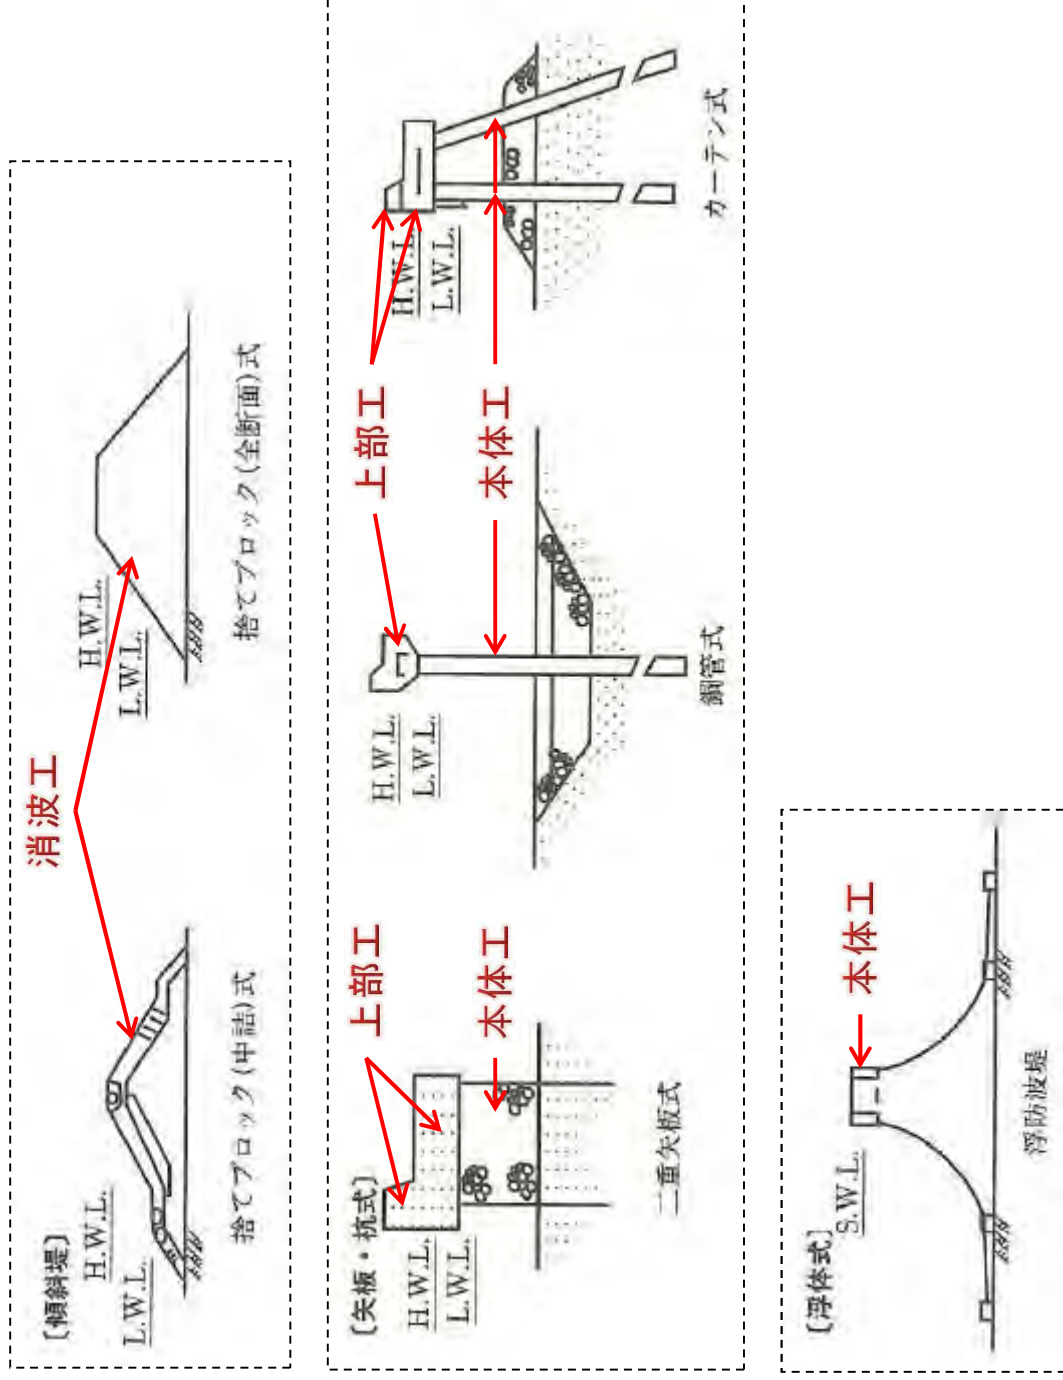 〔傾斜堤〕
消波工
H.W.L.
L.W.L.
捨てブロック(中詰)式
H.W.L.
L.W.L.
捨てブロック(全断面)式
〔矢板・杭式〕
上部工
本体工
H.W.L.
L.W.L.
二重矢板式
上部工
本体工
H.W.L.
L.W.L.
鋼管式
H.W.L.
L.W.L.
カーテン式
〔浮体式〕
本体工
S.W.L.
浮防波堤